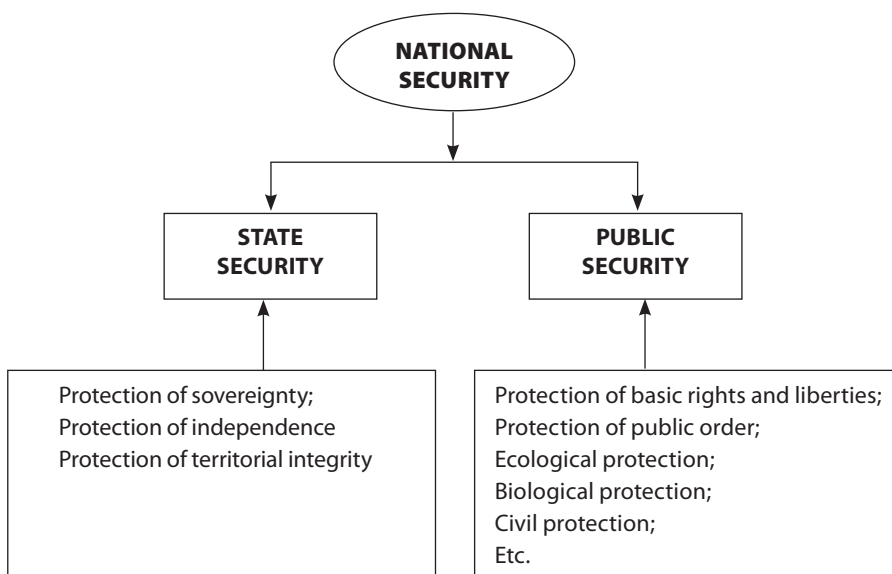 NATIONAL
SECURITY
STATE
SECURITY
PUBLIC
SECURITY
Protection of sovereignty;
Protection of independence
Protection of territorial integrity
Protection of basic rights and liberties;
Protection of public order;
Ecological protection;
Biological protection;
Civil protection;
Etc.